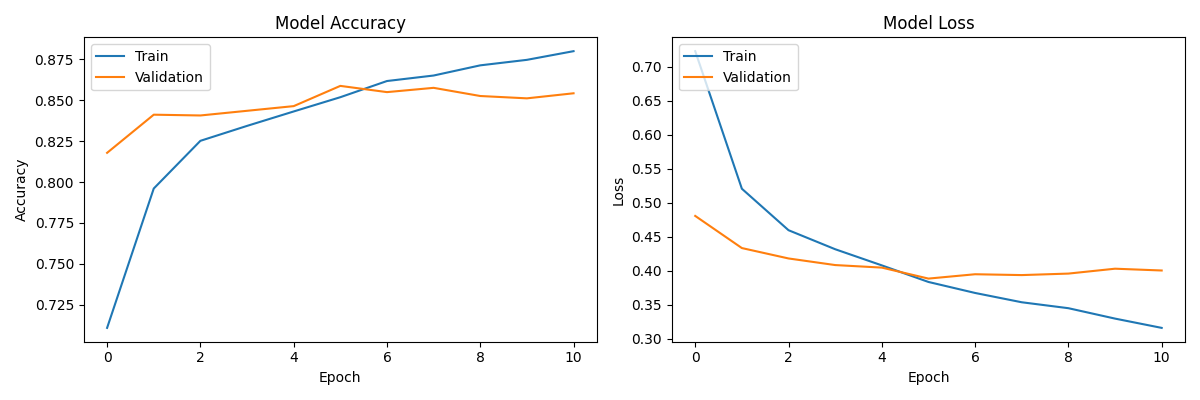 Model Accuracy
Train
Validation
0.875
0.850
0.825
0.800
0.775
0.750
0.725
Accuracy
0 2 4 6 8 10
Epoch
Model Loss
Train
Validation
0.70
0.65
0.60
0.55
0.50
0.45
0.40
0.35
0.30
Loss
0 2 4 6 8 10
Epoch